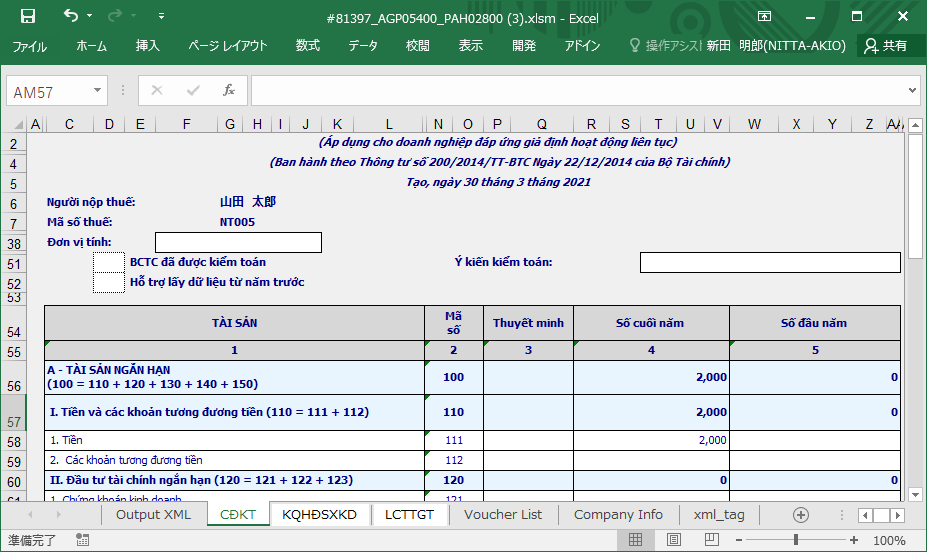 #81397_AGP05400_PAH02800 (3).xlsm - Excel
ファイル ホーム 挿入 ページ レイアウト 数式 データ 校閲 表示 開発 アドイン 操作アシスト 新田 明郎(NITTA-AKIO) 共有
AM57 fx
A C D E F G H I J K L N O P Q R S T U V W X Y Z
2 (Áp dụng cho doanh nghiệp đáp ứng giả định hoạt động liên tục)
4 (Ban hành theo Thông tư số 200/2014/TT-BTC Ngày 22/12/2014 của Bộ Tài chính)
5 Tạo, ngày 30 tháng 3 tháng 2021
6 Người nộp thuế: 山田 太郎
7 Mã số thuế: NT005
38 Đơn vị tính:
51 BCTC đã được kiểm toán Ý kiến kiểm toán:
52 Hỗ trợ lấy dữ liệu từ năm trước
53
54 TÀI SẢN Mã số Thuyết minh Số cuối năm Số đầu năm
55 1 2 3 4 5
56 A - TÀI SẢN NGẮN HẠN
(100 = 110 + 120 + 130 + 140 + 150) 100 2,000 0
57 I. Tiền và các khoản tương đương tiền (110 = 111 + 112) 110 2,000 0
58 1. Tiền 111 2,000
59 2. Các khoản tương đương tiền 112
60 II. Đầu tư tài chính ngắn hạn (120 = 121 + 122 + 123) 120 0 0
61 1. Chứng khoán kinh doanh 121
Output XML CĐKT KQHĐSXKD LCTTGT Voucher List Company Info xml_tag
準備完了 100%